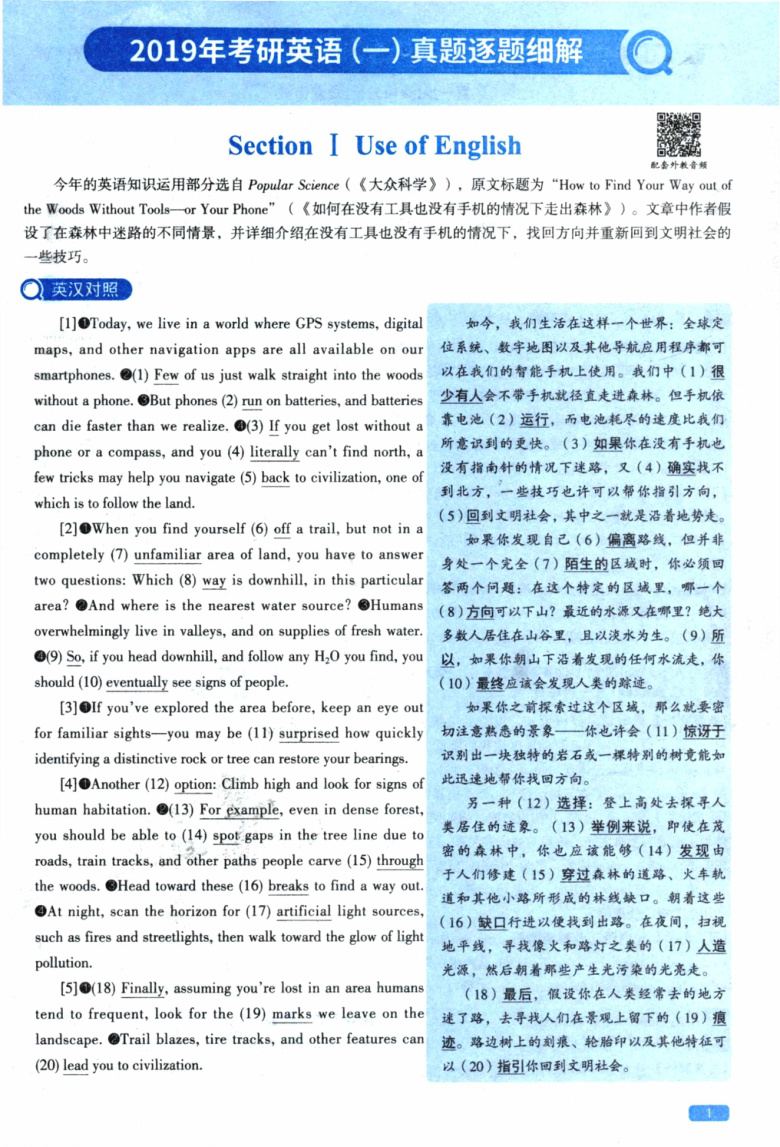 2019年考研英语(一)真题逐题细解
Section Ⅰ Use of English
配套外教音频
今年的英语知识运用部分选自 Popular Science(《大众科学》),原文标题为“How to Find Your Way out of
the Woods Without Tools—or Your Phone”(《如何在没有工具也没有手机的情况下走出森林》)。文章中作者假
设了在森林中迷路的不同情景,并详细介绍在没有工具也没有手机的情况下,找回方向并重新回到文明社会的
一些技巧。
英汉对照
[1]❶Today, we live in a world where GPS systems, digital
maps, and other navigation apps are all available on our
smartphones. ❷(1) Few of us just walk straight into the woods
without a phone. ❸But phones (2) run on batteries, and batteries
can die faster than we realize. ❹(3) If you get lost without a
phone or a compass, and you (4) literally can't find north, a
few tricks may help you navigate (5) back to civilization, one of
which is to follow the land.
[2]❶When you find yourself (6) off a trail, but not in a
completely (7) unfamiliar area of land, you have to answer
two questions: Which (8) way is downhill, in this particular
area? ❷And where is the nearest water source? ❸Humans
overwhelmingly live in valleys, and on supplies of fresh water.
❹(9) So, if you head downhill, and follow any H₂O you find, you
should (10) eventually see signs of people.
[3]❶If you've explored the area before, keep an eye out
for familiar sights—you may be (11) surprised how quickly
identifying a distinctive rock or tree can restore your bearings.
[4]❶Another (12) option: Climb high and look for signs of
human habitation. ❷(13) For example, even in dense forest,
you should be able to (14) spot gaps in the tree line due to
roads, train tracks, and other paths people carve (15) through
the woods. ❸Head toward these (16) breaks to find a way out.
❹At night, scan the horizon for (17) artificial light sources,
such as fires and streetlights, then walk toward the glow of light
pollution.
[5]❶(18) Finally, assuming you're lost in an area humans
tend to frequent, look for the (19) marks we leave on the
landscape. ❷Trail blazes, tire tracks, and other features can
(20) lead you to civilization.
如今,我们生活在这样一个世界:全球定
位系统、数字地图以及其他导航应用程序都可
以在我们的智能手机上使用。我们中(1)很
少有人会不带手机就径直走进森林。但手机依
靠电池(2)运行,而电池耗尽的速度比我们
所意识到的更快。(3)如果你在没有手机也
没有指南针的情况下迷路,又(4)确实找不
到北方,一些技巧也许可以帮你指引方向,
(5)回到文明社会,其中之一就是沿着地势走。
如果你发现自己(6)偏离路线,但并非
身处一个完全(7)陌生的区域时,你必须回
答两个问题:在这个特定的区域里,哪一个
(8)方向可以下山?最近的水源又在哪里?绝大
多数人居住在山谷里,且以淡水为生。(9)所
以,如果你朝山下沿着发现的任何水流走,你
(10)最终应该会发现人类的踪迹。
如果你之前探索过这个区域,那么就要密
切注意熟悉的景象——你也许会(11)惊讶于
识别出一块独特的岩石或一棵特别的树竟能如
此迅速地帮你找回方向。
另一种(12)选择:登上高处去探寻人
类居住的迹象。(13)举例来说,即使在茂
密的森林中,你也应该能够(14)发现由
于人们修建(15)穿过森林的道路、火车轨
道和其他小路所形成的林线缺口。朝着这些
(16)缺口行进以便找到出路。在夜间,扫视
地平线,寻找像火和路灯之类的(17)人造
光源,然后朝着那些产生光污染的光亮走。
(18)最后,假设你在人类经常去的地方
迷了路,去寻找人们在景观上留下的(19)痕
迹。路边树上的刻痕、轮胎印以及其他特征可
以(20)指引你回到文明社会。
1